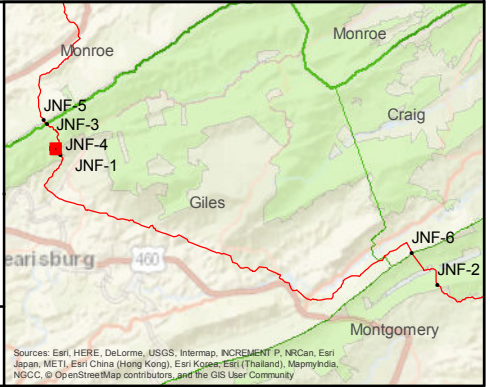 Monroe
Monroe
JNF-5
JNF-3
Craig
JNF-4
JNF-1
Giles
JNF-6
earisburg
460
JNF-2
Montgomery
Sources: Esri, HERE, DeLorme, USGS, Intermap, INCREMENT P, NRCan, Esri
Japan, METI, Esri China (Hong Kong), Esri Korea, Esri (Thailand), MapmyIndia,
NGCC, © OpenStreetMap contributors, and the GIS User Community